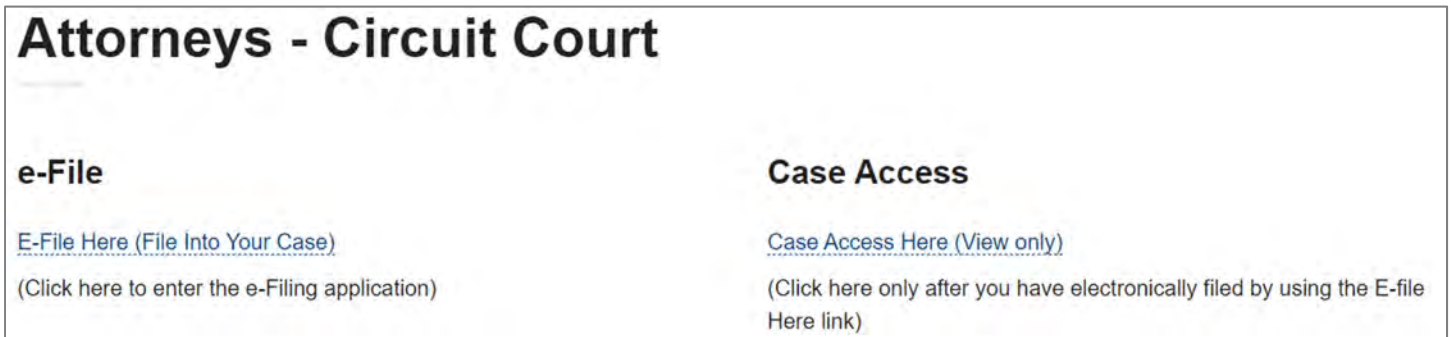 Attorneys - Circuit Court
e-File
E-File Here (File Into Your Case)
(Click here to enter the e-Filing application)
Case Access
Case Access Here (View only)
(Click here only after you have electronically filed by using the E-file
Here link)